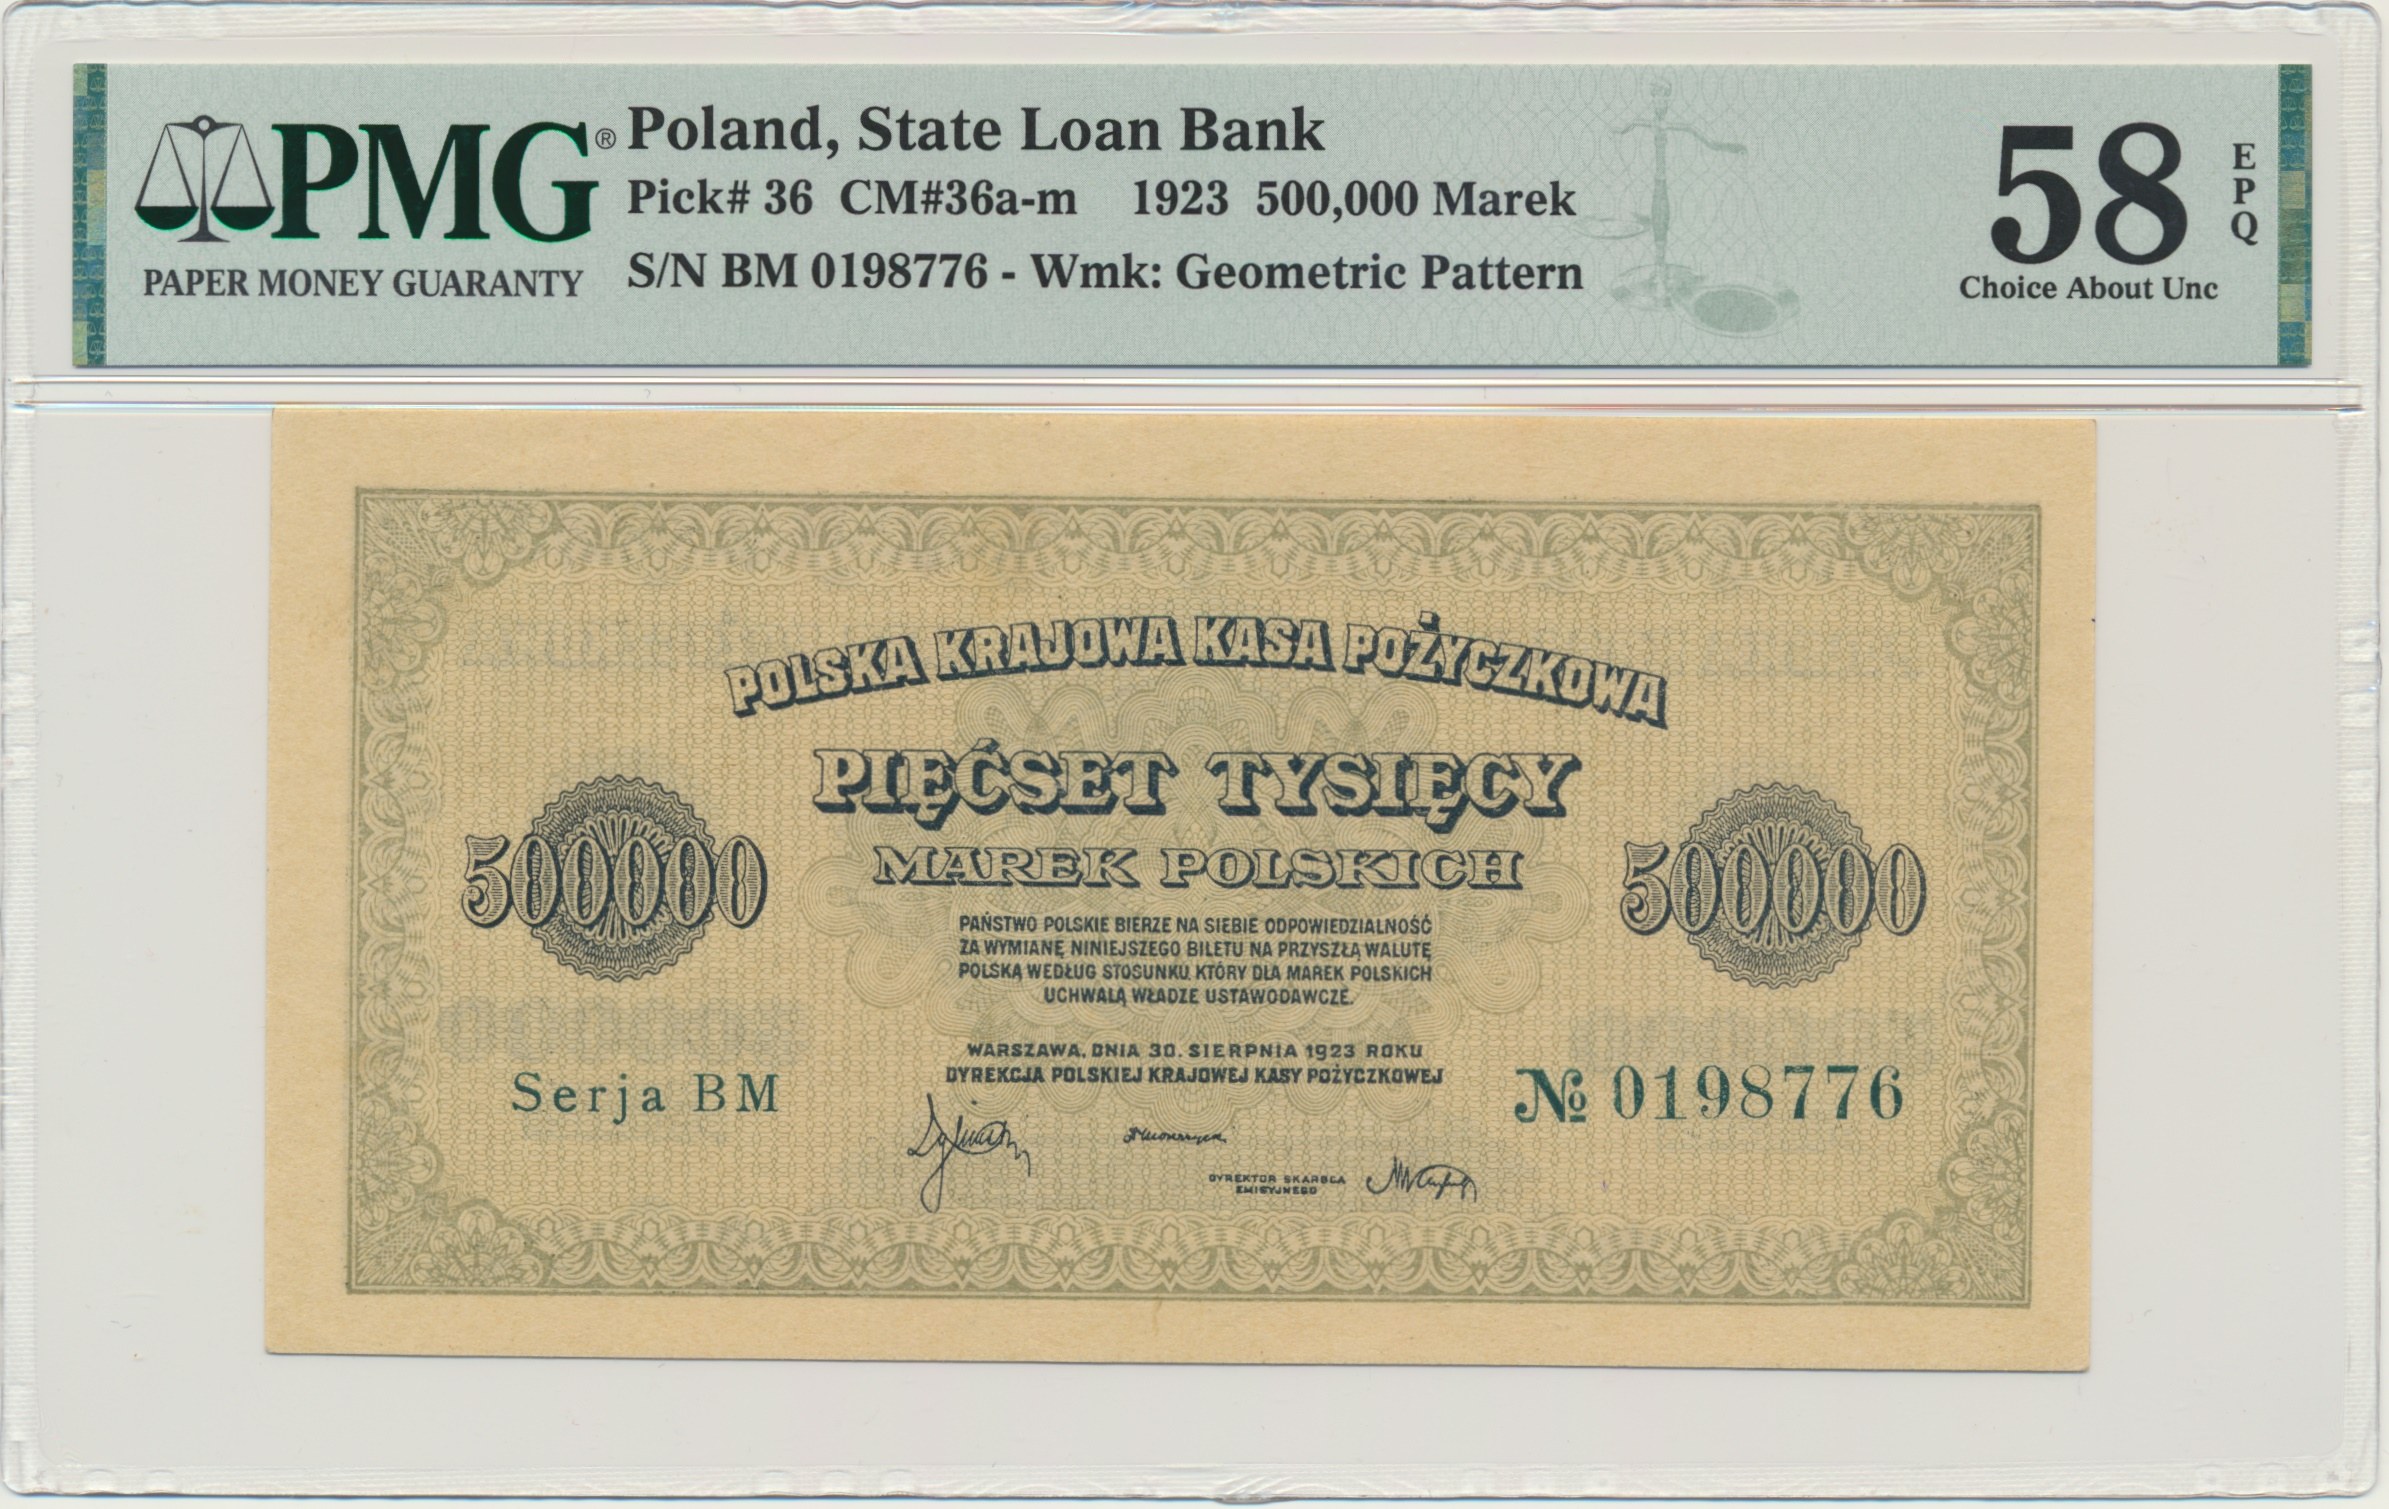 PMG®
PAPER MONEY GUARANTY
Poland, State Loan Bank
Pick# 36 CM#36a-m 1923 500,000 Marek
S/N BM 0198776 - Wmk: Geometric Pattern
58
EPQ
Choice About Unc
POLSKA KRAJOWA KASA POŻYCZKOWA
PIĘĆSET TYSIĘCY
MAREK POLSKICH
500000
500000
PAŃSTWO POLSKIE BIERZE NA SIEBIE ODPOWIEDZIALNOŚĆ
ZA WYMIANĘ NINIEJSZEGO BILETU NA PRZYSZŁĄ WALUTĘ
POLSKĄ WEDŁUG STOSUNKU, KTÓRY DLA MAREK POLSKICH
UCHWALĄ WŁADZE USTAWODAWCZE.
WARSZAWA, DNIA 30. SIERPNIA 1923 ROKU
DYREKCJA POLSKIEJ KRAJOWEJ KASY POŻYCZKOWEJ
Serja BM
№ 0198776
DYREKTOR SKARBCA
EMISYJNEGO